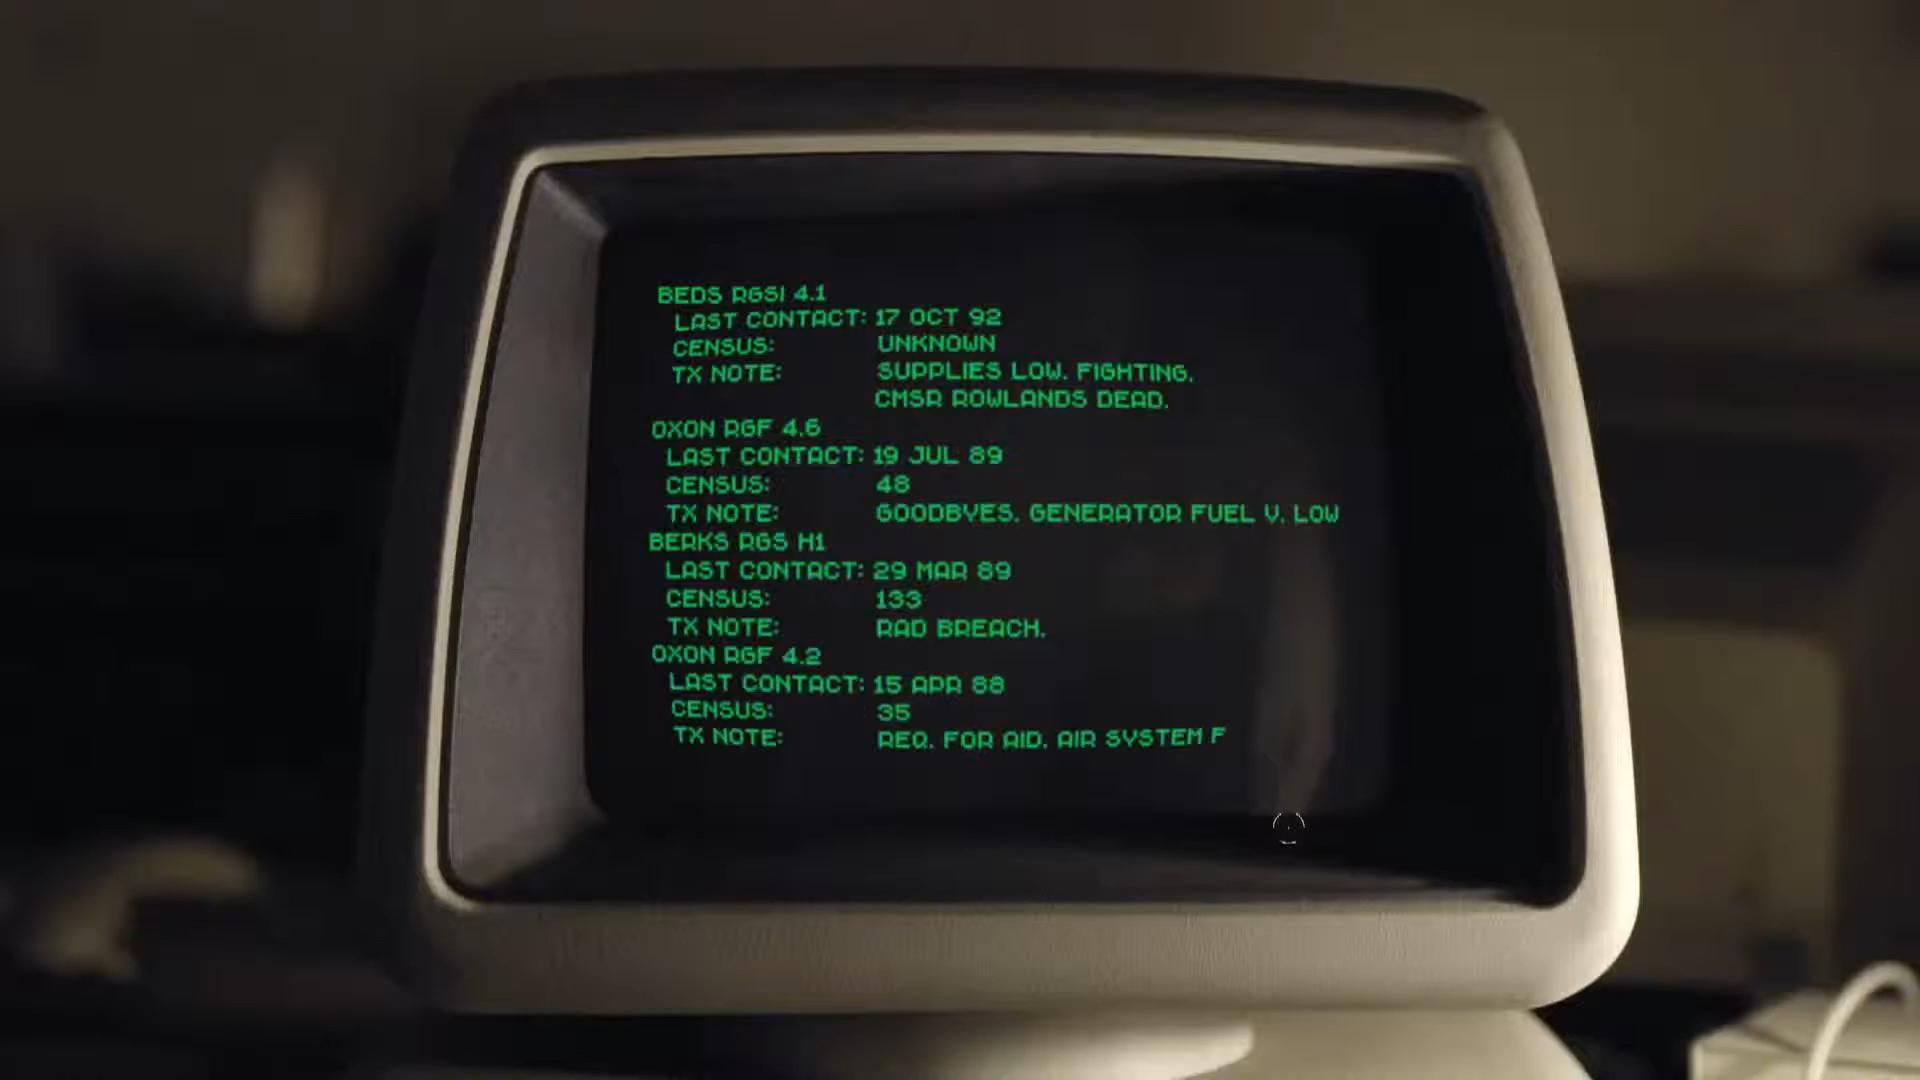 BEDS RGSI 4.1
LAST CONTACT: 17 OCT 92
CENSUS: UNKNOWN
TX NOTE: SUPPLIES LOW. FIGHTING.
CMSR ROWLANDS DEAD.
OXON RGF 4.6
LAST CONTACT: 19 JUL 89
CENSUS: 48
TX NOTE: GOODBYES. GENERATOR FUEL V. LOW
BERKS RGS H1
LAST CONTACT: 29 MAR 89
CENSUS: 133
TX NOTE: RAD BREACH.
OXON RGF 4.2
LAST CONTACT: 15 APR 88
CENSUS: 35
TX NOTE: REQ. FOR AID. AIR SYSTEM F